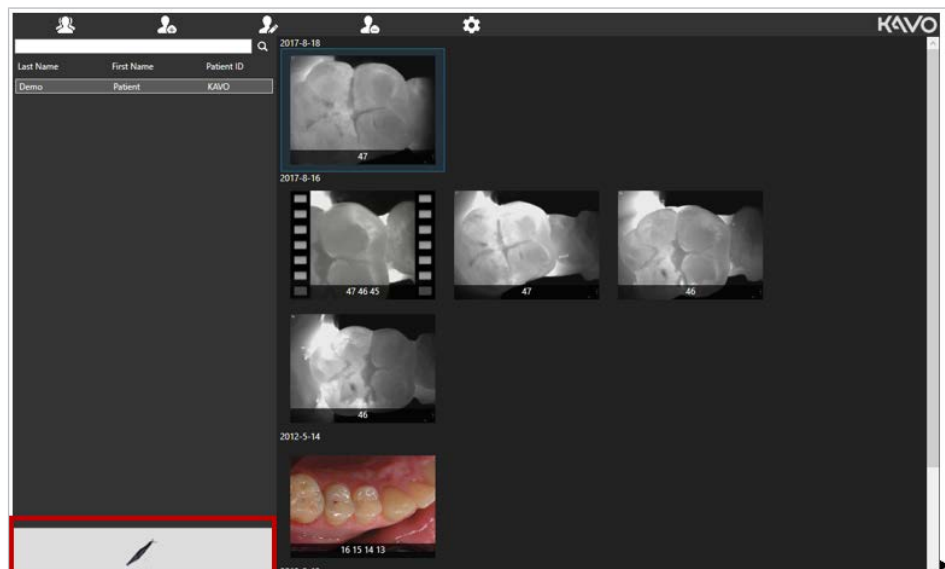 KAVO
2017-8-18
Last Name First Name Patient ID
Demo Patient KAVO
47
2017-8-16
47 46 45
47
46
46
2012-5-14
16 15 14 13